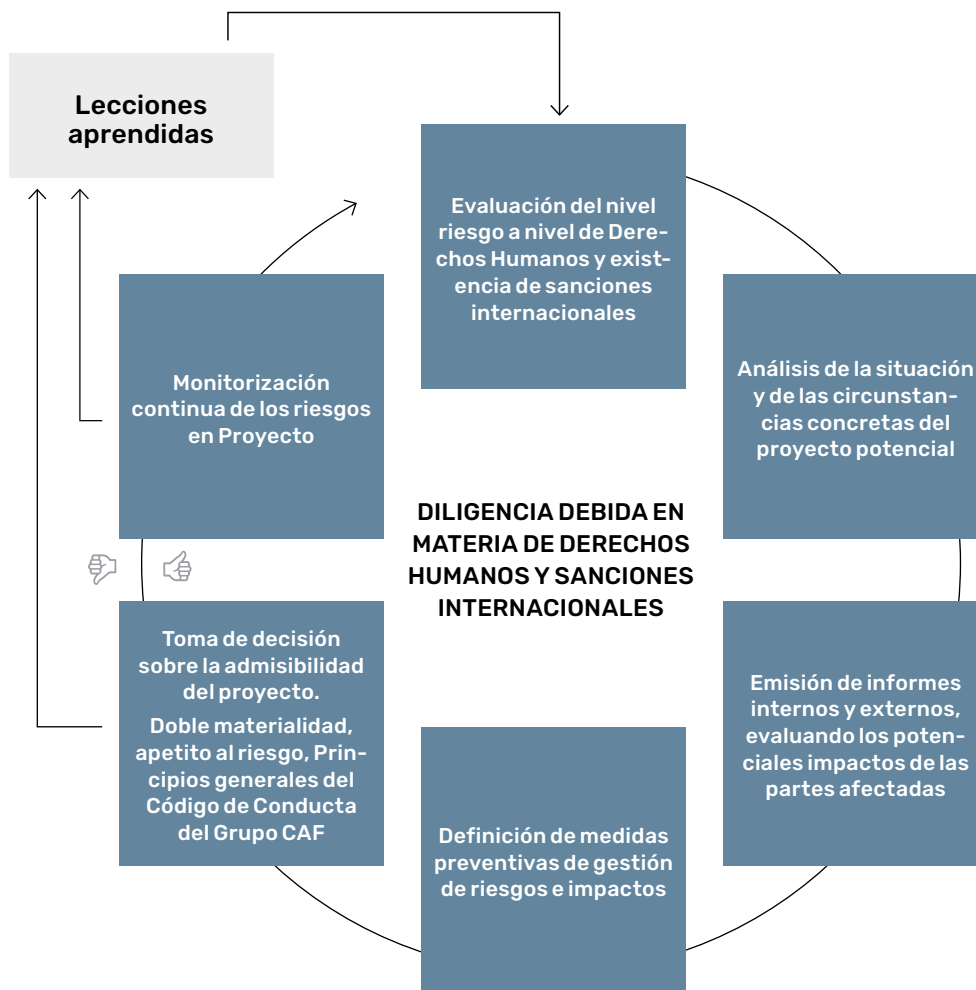 Lecciones
aprendidas
Evaluación del nivel
riesgo a nivel de Dere-
chos Humanos y exist-
encia de sanciones
internacionales
Análisis de la situación
y de las circunstan-
cias concretas del
proyecto potencial
Emisión de informes
internos y externos,
evaluando los poten-
ciales impactos de las
partes afectadas
Definición de medidas
preventivas de gestión
de riesgos e impactos
Toma de decisión
sobre la admisibilidad
del proyecto.
Doble materialidad,
apetito al riesgo, Prin-
cipios generales del
Código de Conducta
del Grupo CAF
Monitorización
continua de los riesgos
en Proyecto
DILIGENCIA DEBIDA EN
MATERIA DE DERECHOS
HUMANOS Y SANCIONES
INTERNACIONALES